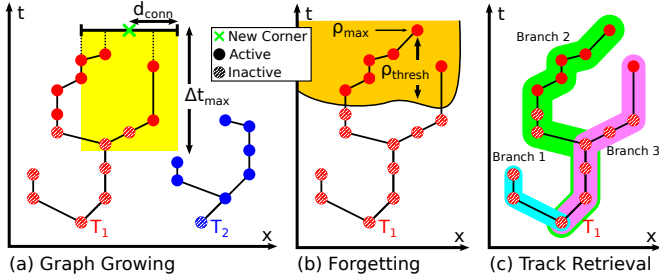 t
d_conn
New Corner
Active
Inactive
Δt_max
T_1
T_2
x
(a) Graph Growing
t
ρ_max
ρ_thresh
T_1
x
(b) Forgetting
t
Branch 2
Branch 1
Branch 3
T_1
x
(c) Track Retrieval